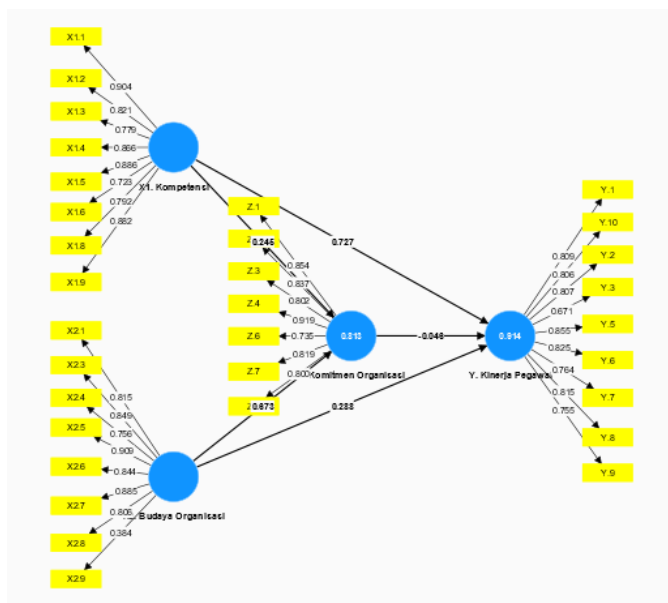 X1.1
X1.2
X1.3
X1.4
X1.5
X1.6
X1.8
X1.9
0.904
0.821
0.779
0.866
0.886
0.723
0.792
0.882
X1. Kompetensi
Z.1
Z.3
Z.4
Z.6
Z.7
0.245
0.854
0.837
0.802
0.919
0.735
0.819
0.800
0.673
0.813
Komitmen Organisasi
0.727
-0.046
0.288
X2.1
X2.3
X2.4
X2.5
X2.6
X2.7
X2.8
X2.9
0.815
0.849
0.756
0.909
0.844
0.885
0.805
0.384
Budaya Organisasi
0.914
Y. Kinerja Pegawai
0.809
0.806
0.807
0.671
0.855
0.825
0.764
0.815
0.755
Y.1
Y.10
Y.2
Y.3
Y.5
Y.6
Y.7
Y.8
Y.9